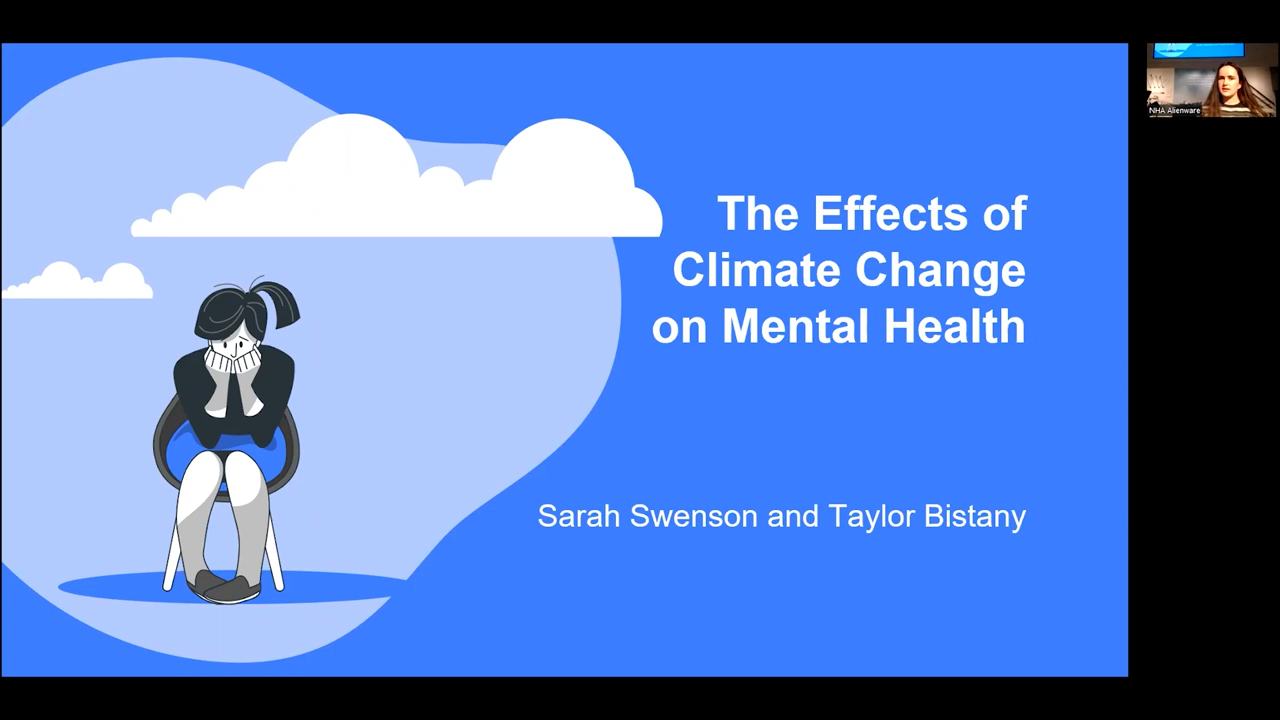 The Effects of
Climate Change
on Mental Health
Sarah Swenson and Taylor Bistany
NHA Alienware